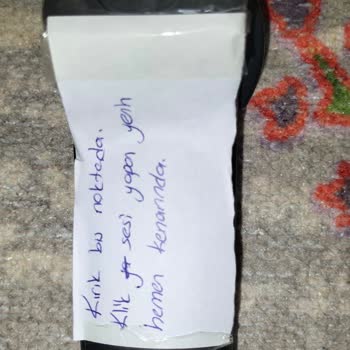 Kırık bu noktada.
Klik sesi yapan yerin
hemen kenarında.